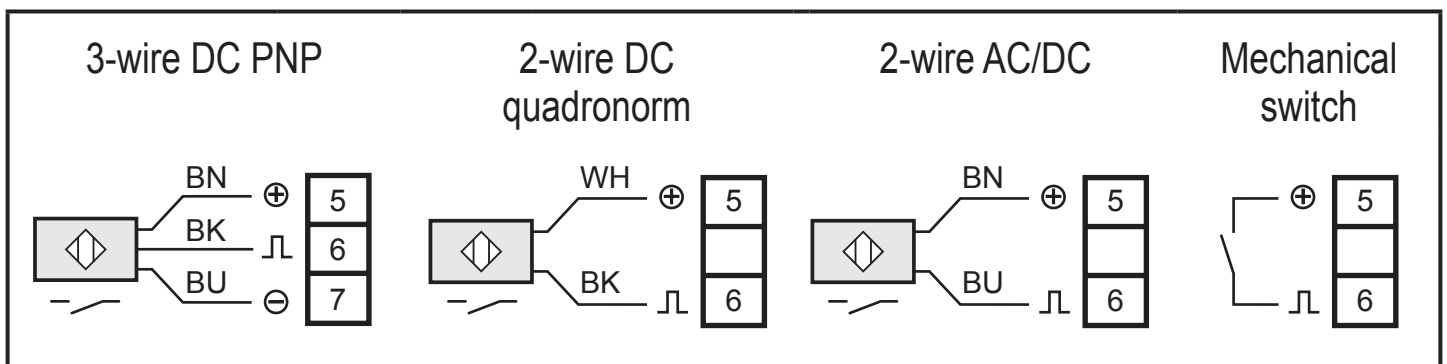 3-wire DC PNP
2-wire DC
quadronorm
2-wire AC/DC
Mechanical
switch
BN ⊕ 5
BK 6
BU ⊖ 7
WH ⊕ 5
BK 6
BN ⊕ 5
BU 6
⊕ 5
6